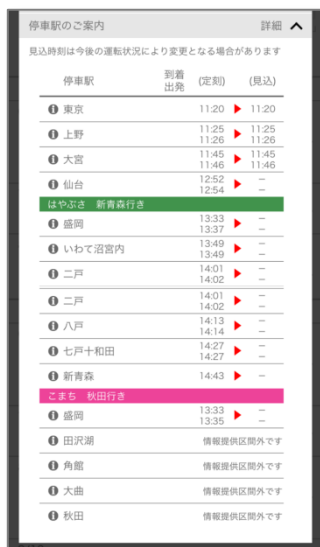 停車駅のご案内 詳細
見込時刻は今後の運転状況により変更となる場合があります
停車駅 到着 出発 (定刻) (見込)
東京 11:20 11:20
上野 11:25 11:25
11:26 11:26
大宮 11:45 11:45
11:46 11:46
仙台 12:52 −
12:54 −
はやぶさ 新青森行き
盛岡 13:33 −
13:37 −
いわて沼宮内 13:49 −
13:49 −
二戸 14:01 −
14:02 −
二戸 14:01 −
14:02 −
八戸 14:13 −
14:14 −
七戸十和田 14:27 −
14:27 −
新青森 14:43 −
こまち 秋田行き
盛岡 13:33 −
13:35 −
田沢湖 情報提供区間外です
角館 情報提供区間外です
大曲 情報提供区間外です
秋田 情報提供区間外です